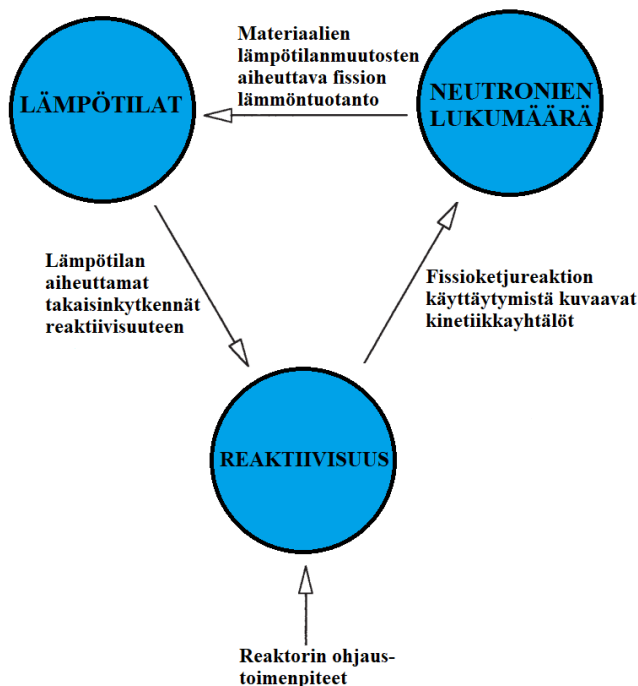 Materiaalien
lämpötilanmuutosten
aiheuttava fission
lämmöntuotanto
LÄMPÖTILAT
NEUTRONIEN
LUKUMÄÄRÄ
Lämpötilan
aiheuttamat
takaisinkytkennät
reaktiivisuuteen
Fissioketjureaktion
käyttäytymistä kuvaavat
kinetiikkayhtälöt
REAKTIIVISUUS
Reaktorin ohjaus-
toimenpiteet